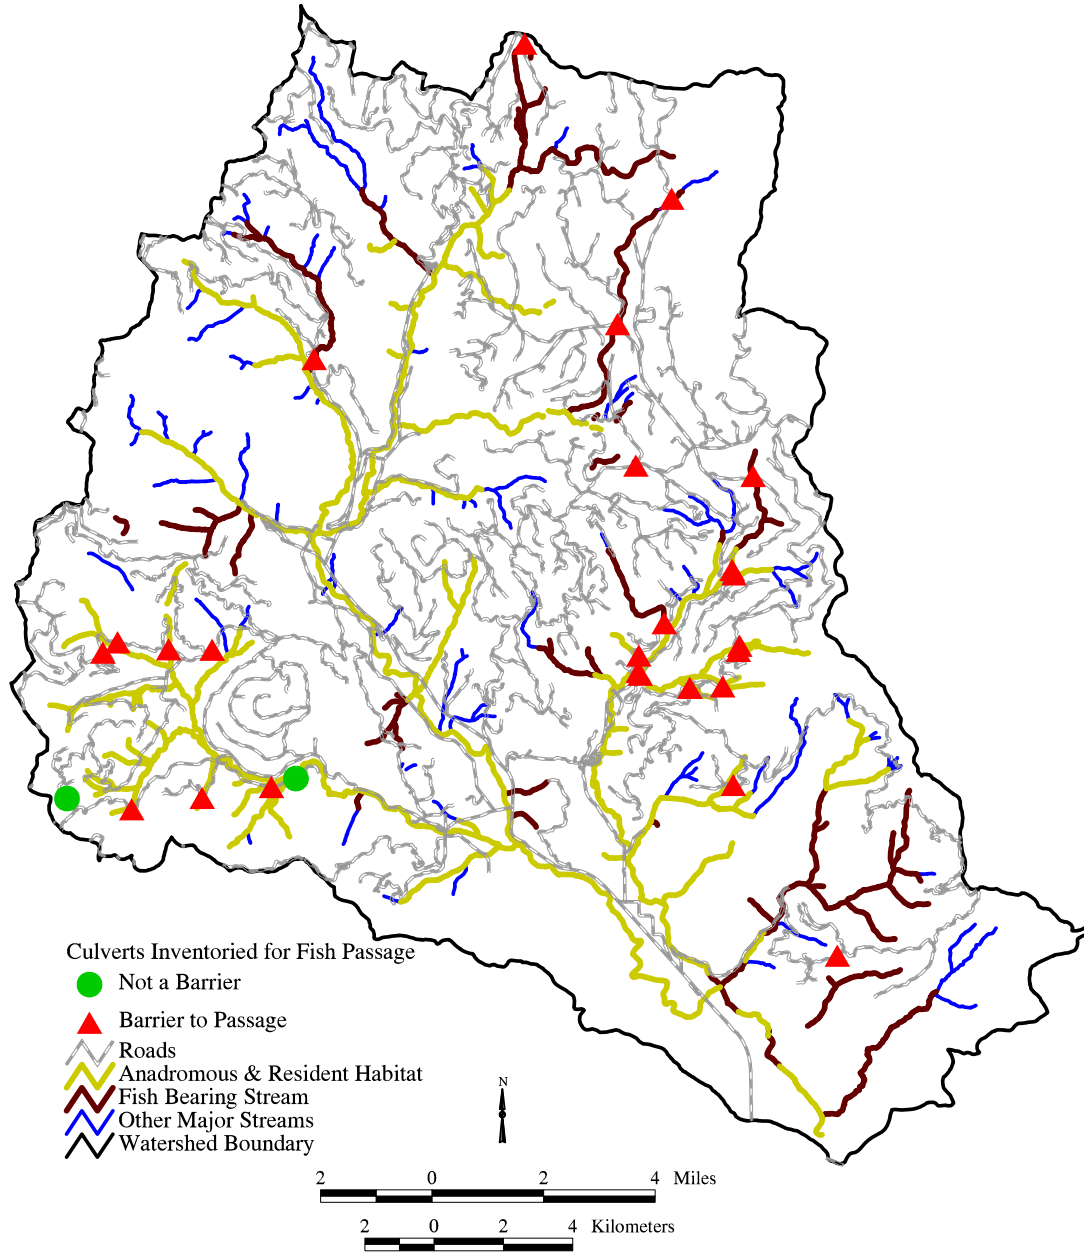 Culverts Inventoried for Fish Passage
Not a Barrier
Barrier to Passage
Roads
Anadromous & Resident Habitat
Fish Bearing Stream
Other Major Streams
Watershed Boundary
N
2 0 2 4 Miles
2 0 2 4 Kilometers